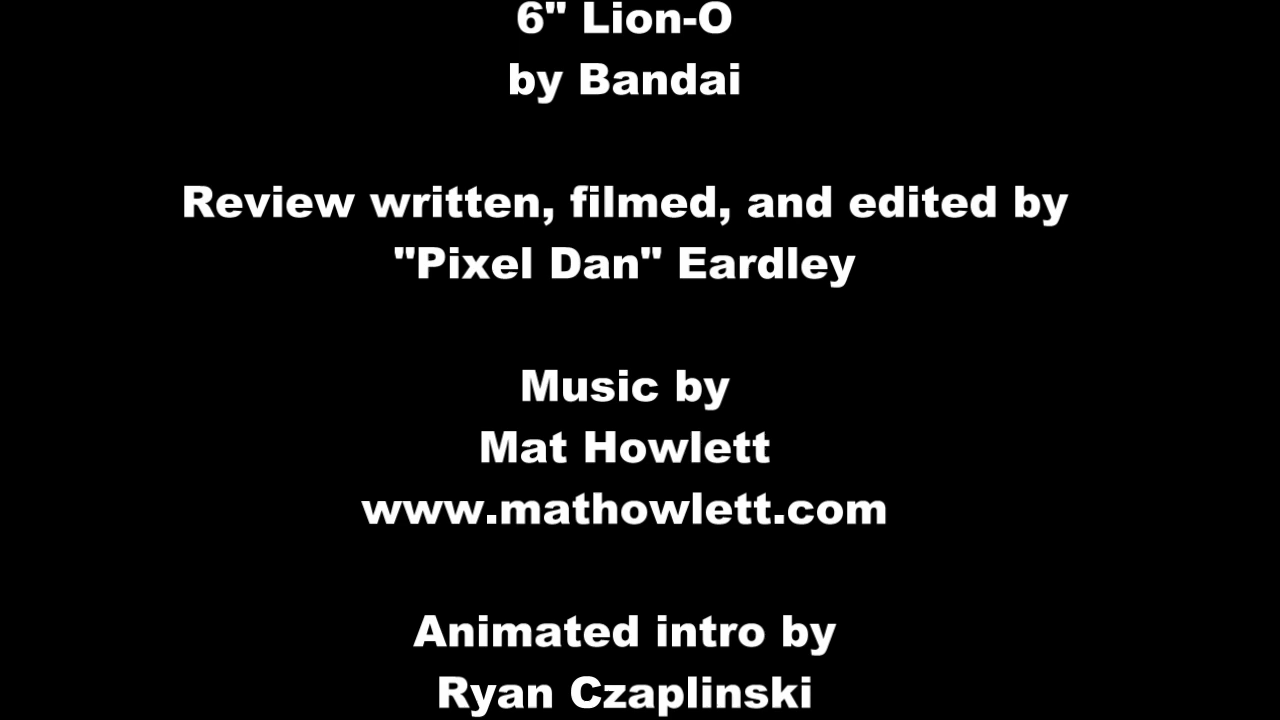 6" Lion-O
by Bandai
Review written, filmed, and edited by
"Pixel Dan" Eardley
Music by
Mat Howlett
www.mathowlett.com
Animated intro by
Ryan Czaplinski